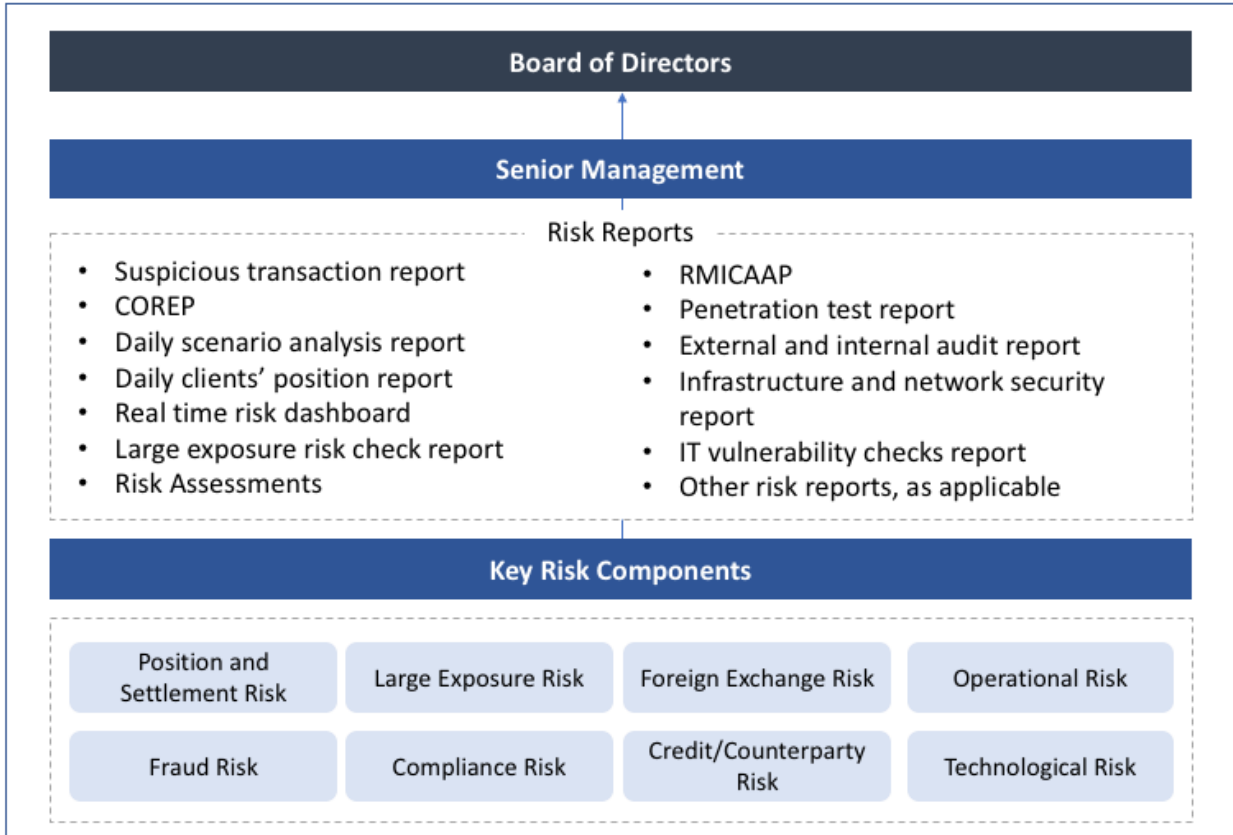 Board of Directors
Senior Management
Risk Reports
• Suspicious transaction report
• COREP
• Daily scenario analysis report
• Daily clients’ position report
• Real time risk dashboard
• Large exposure risk check report
• Risk Assessments
• RMICAAP
• Penetration test report
• External and internal audit report
• Infrastructure and network security
report
• IT vulnerability checks report
• Other risk reports, as applicable
Key Risk Components
Position and
Settlement Risk
Large Exposure Risk
Foreign Exchange Risk
Operational Risk
Fraud Risk
Compliance Risk
Credit/Counterparty
Risk
Technological Risk